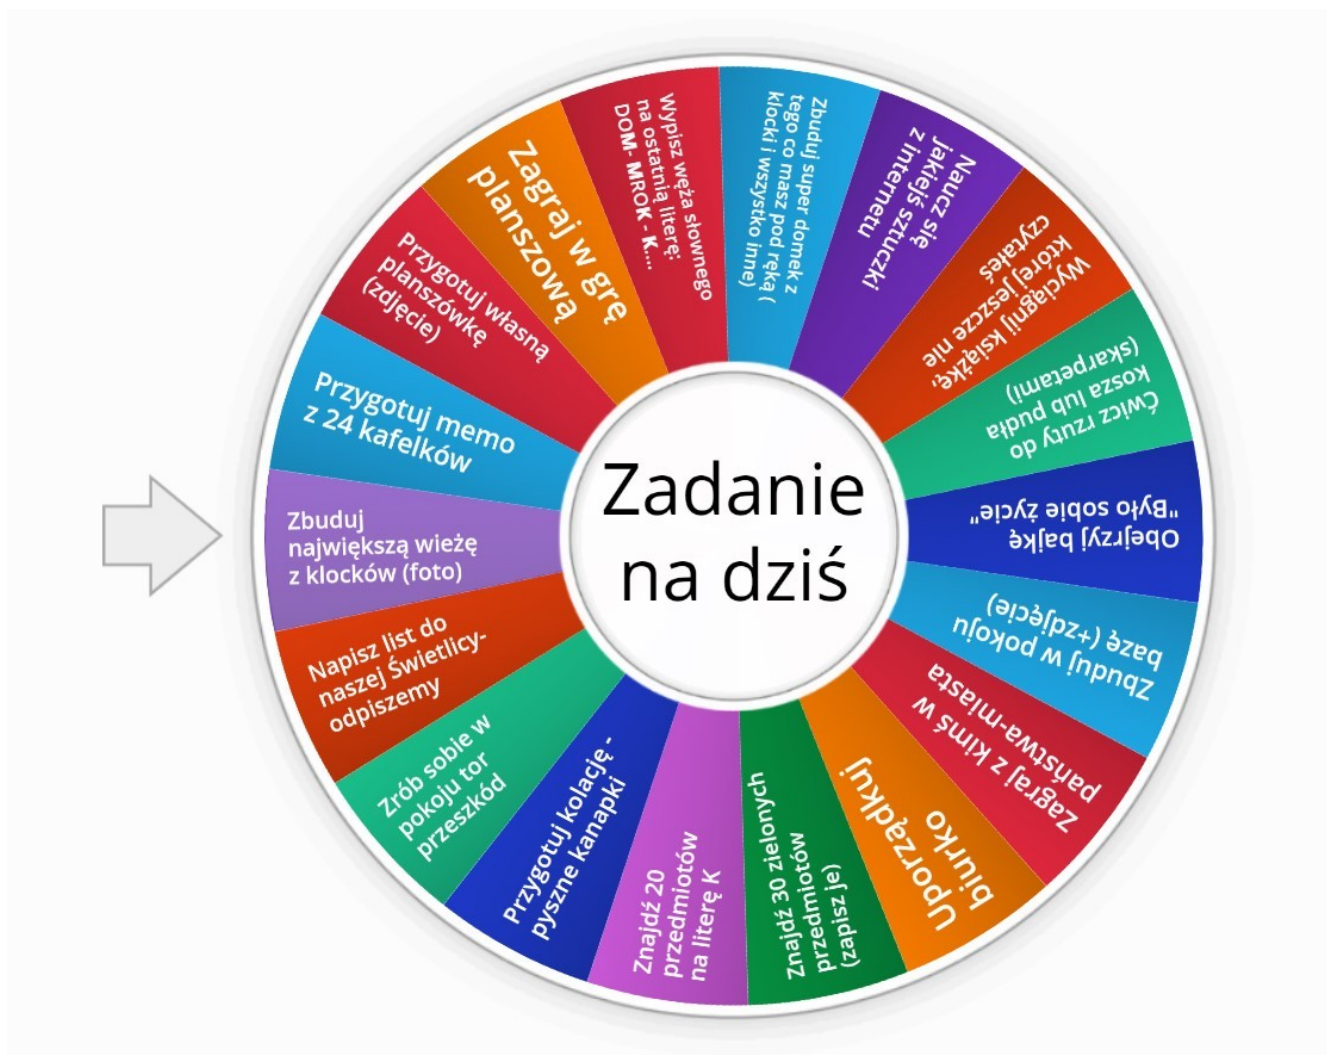 Zadanie
na dziś
Zbuduj
największą wieżę
z klocków (foto)
Przygotuj memo
z 24 kafelków
Przygotuj własną
planszówkę
(zdjęcie)
Zagraj w grę
planszową
Wypisz węża słownego
na ostatnią literę:
DOM- MROK - K....
Zbuduj super domek z
tego co masz pod ręką (
klocki i wszystko inne)
Naucz się
jakiejś sztuczki
z internetu
Wyciągnij książkę,
której jeszcze nie
czytałeś
Ćwicz rzuty do
kosza lub pudła
(skarpetami)
Obejrzyj bajkę
"Było sobie życie"
Zbuduj w pokoju
bazę (+zdjęcie)
Zagraj z kimś w
państwa-miasta
Uporządkuj
biurko
Znajdź 30 zielonych
przedmiotów
(zapisz je)
Znajdź 20
przedmiotów
na literę K
Przygotuj kolację -
pyszne kanapki
Zrób sobie w
pokoju tor
przeszkód
Napisz list do
naszej Świetlicy-
odpiszemy